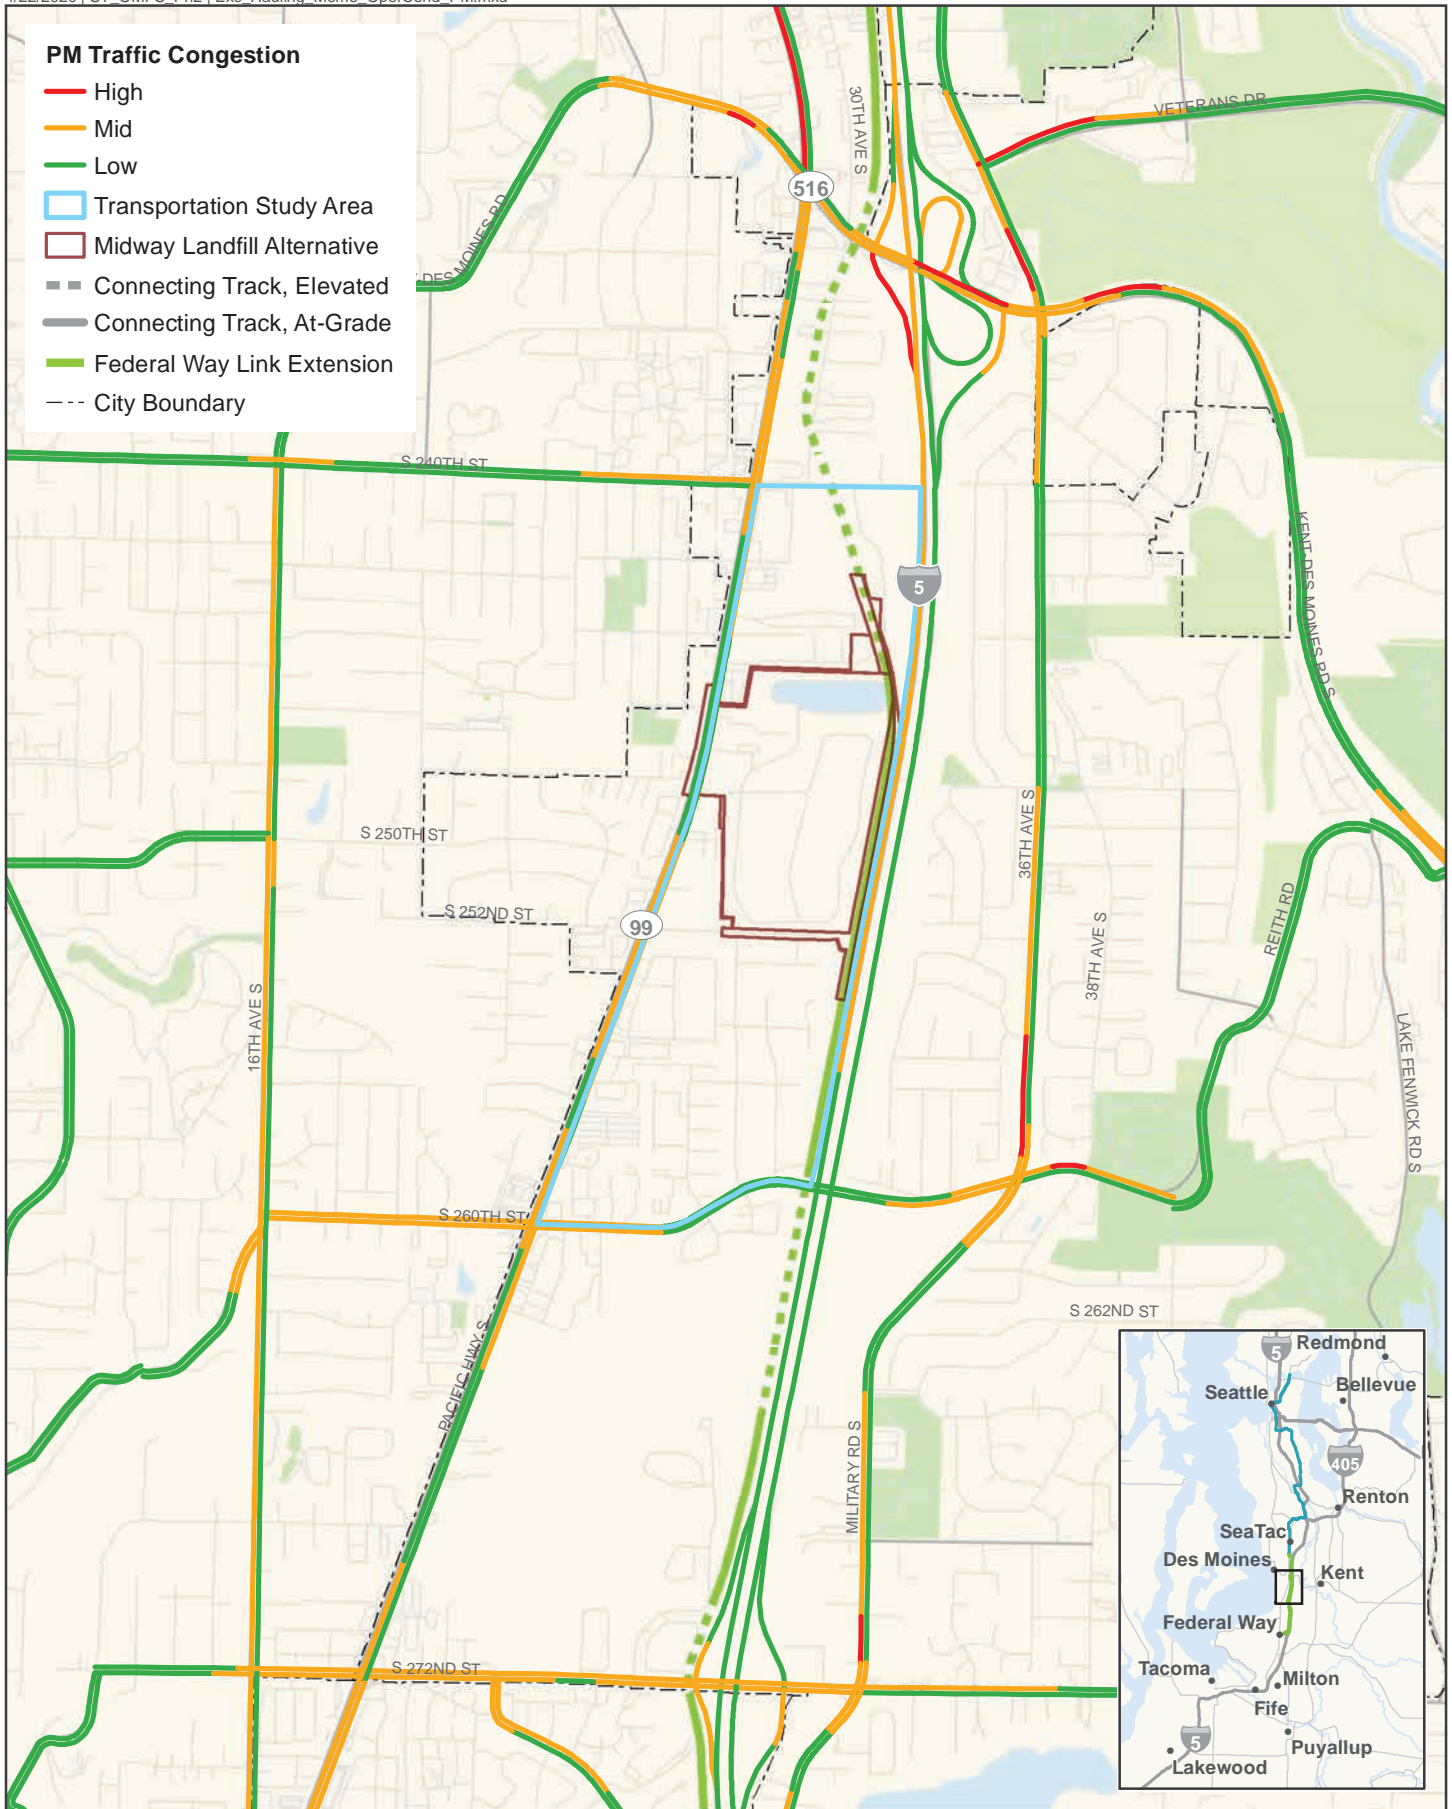 PM Traffic Congestion
High
Mid
Low
Transportation Study Area
Midway Landfill Alternative
Connecting Track, Elevated
Connecting Track, At-Grade
Federal Way Link Extension
City Boundary
30TH AVE S
VETERANS DR
516
-DES MOINES RD
S 240TH ST
5
KENT-DES MOINES RD S
S 250TH ST
36TH AVE S
S 252ND ST
99
REITH RD
38TH AVE S
16TH AVE S
LAKE FENWICK RD S
S 260TH ST
S 262ND ST
PACIFIC HWY S
MILITARY RD S
S 272ND ST
5
Redmond
Seattle
Bellevue
405
Renton
SeaTac
Des Moines
Kent
Federal Way
Tacoma
Milton
Fife
5
Puyallup
Lakewood